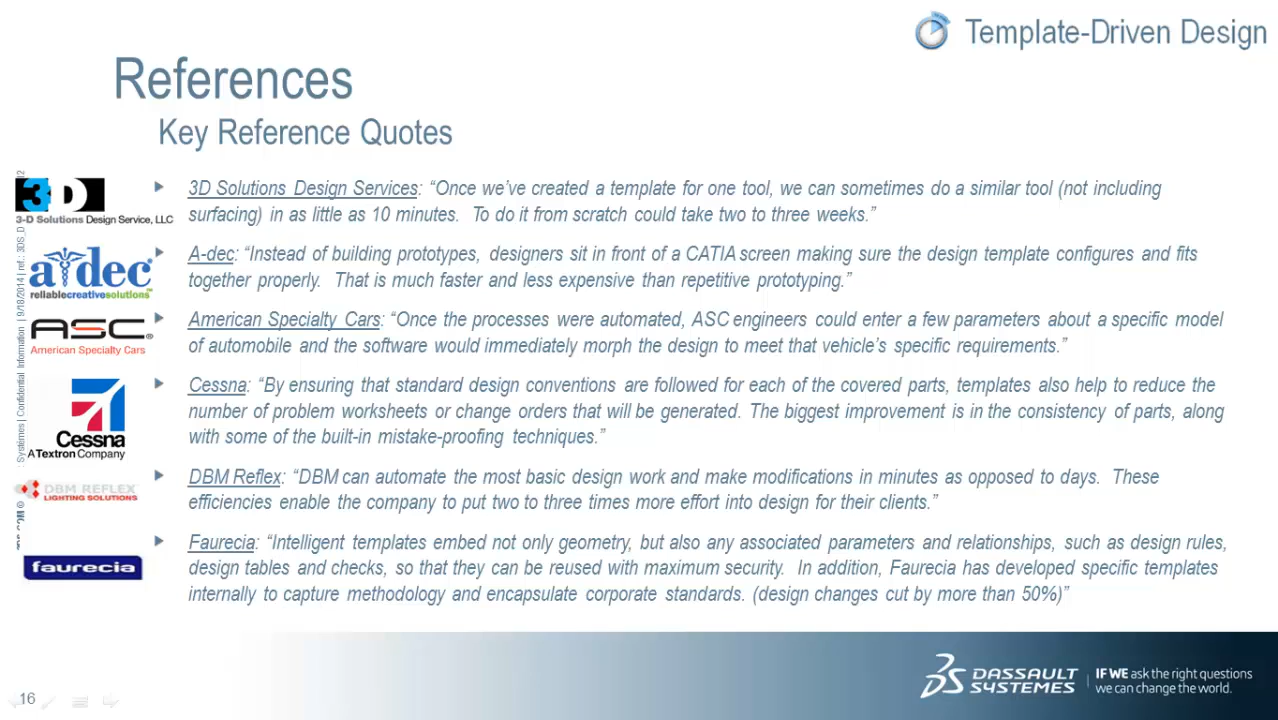 Template-Driven Design
References
Key Reference Quotes
3D
3-D Solutions Design Service, LLC
3D Solutions Design Services: “Once we’ve created a template for one tool, we can sometimes do a similar tool (not including
surfacing) in as little as 10 minutes. To do it from scratch could take two to three weeks.”
a-dec
reliablecreativesolutions™
A-dec: “Instead of building prototypes, designers sit in front of a CATIA screen making sure the design template configures and fits
together properly. That is much faster and less expensive than repetitive prototyping.”
ASC®
American Specialty Cars
American Specialty Cars: “Once the processes were automated, ASC engineers could enter a few parameters about a specific model
of automobile and the software would immediately morph the design to meet that vehicle’s specific requirements.”
Cessna
A Textron Company
Cessna: “By ensuring that standard design conventions are followed for each of the covered parts, templates also help to reduce the
number of problem worksheets or change orders that will be generated. The biggest improvement is in the consistency of parts, along
with some of the built-in mistake-proofing techniques.”
DBM REFLEX
LIGHTING SOLUTIONS
DBM Reflex: “DBM can automate the most basic design work and make modifications in minutes as opposed to days. These
efficiencies enable the company to put two to three times more effort into design for their clients.”
faurecia
Faurecia: “Intelligent templates embed not only geometry, but also any associated parameters and relationships, such as design rules,
design tables and checks, so that they can be reused with maximum security. In addition, Faurecia has developed specific templates
internally to capture methodology and encapsulate corporate standards. (design changes cut by more than 50%)”
Systèmes | Confidential Information | 9/18/2014 | ref.: 3DS_D
16
DASSAULT
SYSTEMES
IF WE ask the right questions
we can change the world.